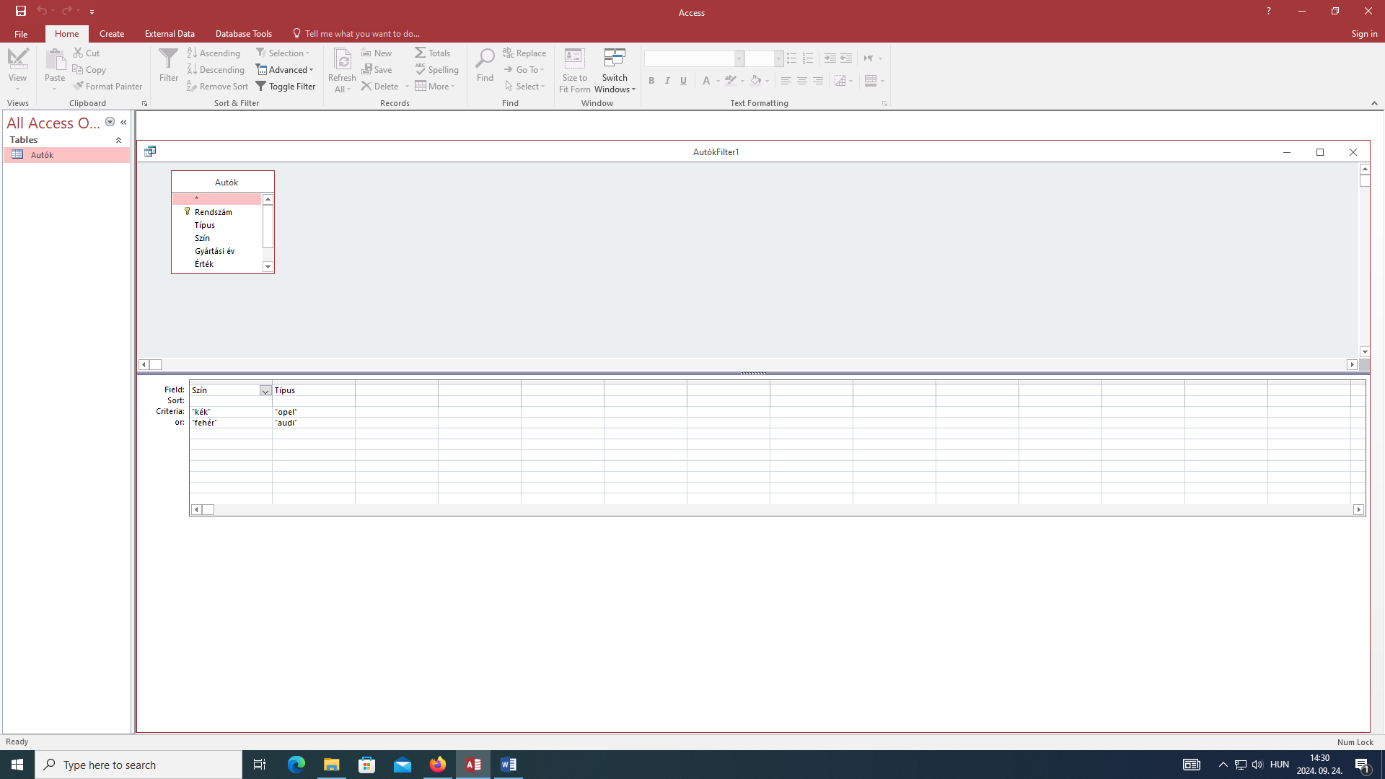 Access
?
File Home Create External Data Database Tools Tell me what you want to do...
Sign in
View
Views
Paste
Cut
Copy
Format Painter
Clipboard
Filter
Ascending
Descending
Remove Sort
Selection
Advanced
Toggle Filter
Sort & Filter
Refresh
All
New
Save
Delete
Totals
Spelling
More
Records
Find
Replace
Go To
Select
Find
Size to
Fit Form
Switch
Windows
Window
B I U A
Text Formatting
All Access O...
Tables
Autók
AutókFilter1
Autók
*
Rendszám
Típus
Szín
Gyártási év
Érték
Field: Szín Típus
Sort:
Criteria: "kék" "opel"
or: "fehér" "audi"
Ready
Num Lock
Type here to search
HUN
14:30
2024. 09. 24.
1